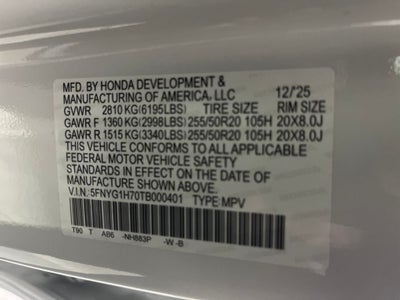 MFD. BY HONDA DEVELOPMENT &
MANUFACTURING OF AMERICA, LLC 12/25
GVWR 2810 KG(6195LBS) TIRE SIZE RIM SIZE
GAWR F 1360 KG(2998LBS) 255/50R20 105H 20X8.0J
GAWR R 1515 KG(3340LBS) 255/50R20 105H 20X8.0J
THIS VEHICLE CONFORMS TO ALL APPLICABLE
FEDERAL MOTOR VEHICLE SAFETY
STANDARDS IN EFFECT ON THE DATE OF
MANUFACTURE SHOWN ABOVE.
V.I.N. 5FNYG1H70TB000401 TYPE: MPV
T90 T AB6 -NH883P -W -B